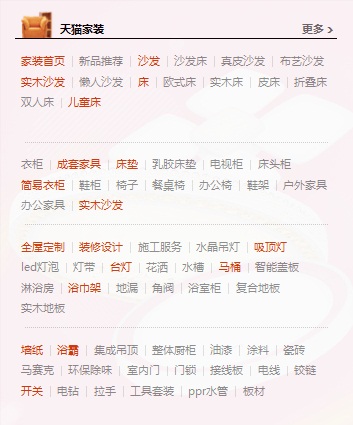 天猫家装 更多 >
家装首页 | 新品推荐 | 沙发 | 沙发床 | 真皮沙发 | 布艺沙发
实木沙发 | 懒人沙发 | 床 | 欧式床 | 实木床 | 皮床 | 折叠床
双人床 | 儿童床
衣柜 | 成套家具 | 床垫 | 乳胶床垫 | 电视柜 | 床头柜
简易衣柜 | 鞋柜 | 椅子 | 餐桌椅 | 办公椅 | 鞋架 | 户外家具
办公家具 | 实木沙发
全屋定制 | 装修设计 | 施工服务 | 水晶吊灯 | 吸顶灯
led灯泡 | 灯带 | 台灯 | 花洒 | 水槽 | 马桶 | 智能盖板
淋浴房 | 浴巾架 | 地漏 | 角阀 | 浴室柜 | 复合地板
实木地板
墙纸 | 浴霸 | 集成吊顶 | 整体厨柜 | 油漆 | 涂料 | 瓷砖
马赛克 | 环保除味 | 室内门 | 门锁 | 接线板 | 电线 | 铰链
开关 | 电钻 | 拉手 | 工具套装 | ppr水管 | 板材